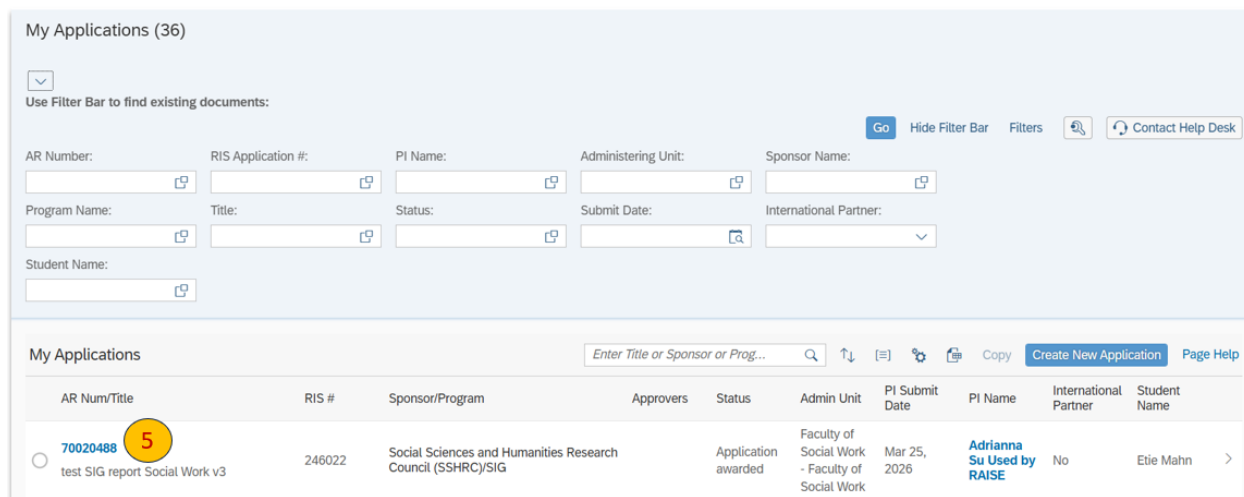 My Applications (36)
Use Filter Bar to find existing documents:
Go Hide Filter Bar Filters Contact Help Desk
AR Number: RIS Application #: PI Name: Administering Unit: Sponsor Name:
Program Name: Title: Status: Submit Date: International Partner:
Student Name:
My Applications Enter Title or Sponsor or Prog... Copy Create New Application Page Help
AR Num/Title RIS # Sponsor/Program Approvers Status Admin Unit PI Submit Date PI Name International Partner Student Name
70020488 5
test SIG report Social Work v3
246022
Social Sciences and Humanities Research
Council (SSHRC)/SIG
Application
awarded
Faculty of
Social Work
- Faculty of
Social Work
Mar 25,
2026
Adrianna
Su Used by
RAISE
No
Etie Mahn